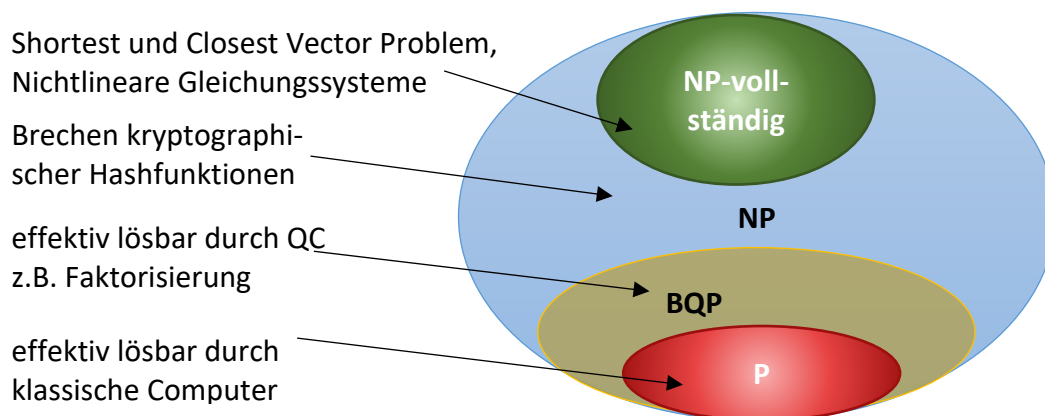 Shortest und Closest Vector Problem,
Nichtlineare Gleichungssysteme
Brechen kryptographi-
scher Hashfunktionen
effektiv lösbar durch QC
z.B. Faktorisierung
effektiv lösbar durch
klassische Computer
NP-voll-
ständig
NP
BQP
P